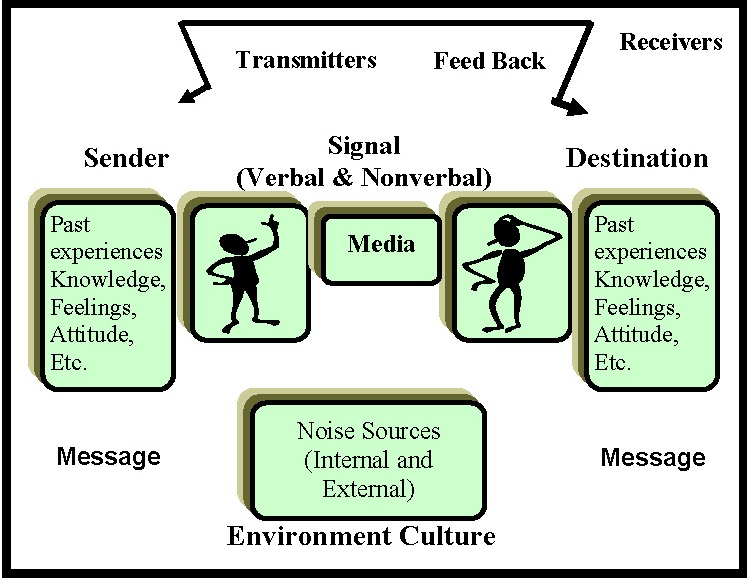 Receivers
Transmitters
Feed Back
Sender
Signal
(Verbal & Nonverbal)
Destination
Past
experiences
Knowledge,
Feelings,
Attitude,
Etc.
Media
Past
experiences
Knowledge,
Feelings,
Attitude,
Etc.
Message
Noise Sources
(Internal and
External)
Message
Environment Culture